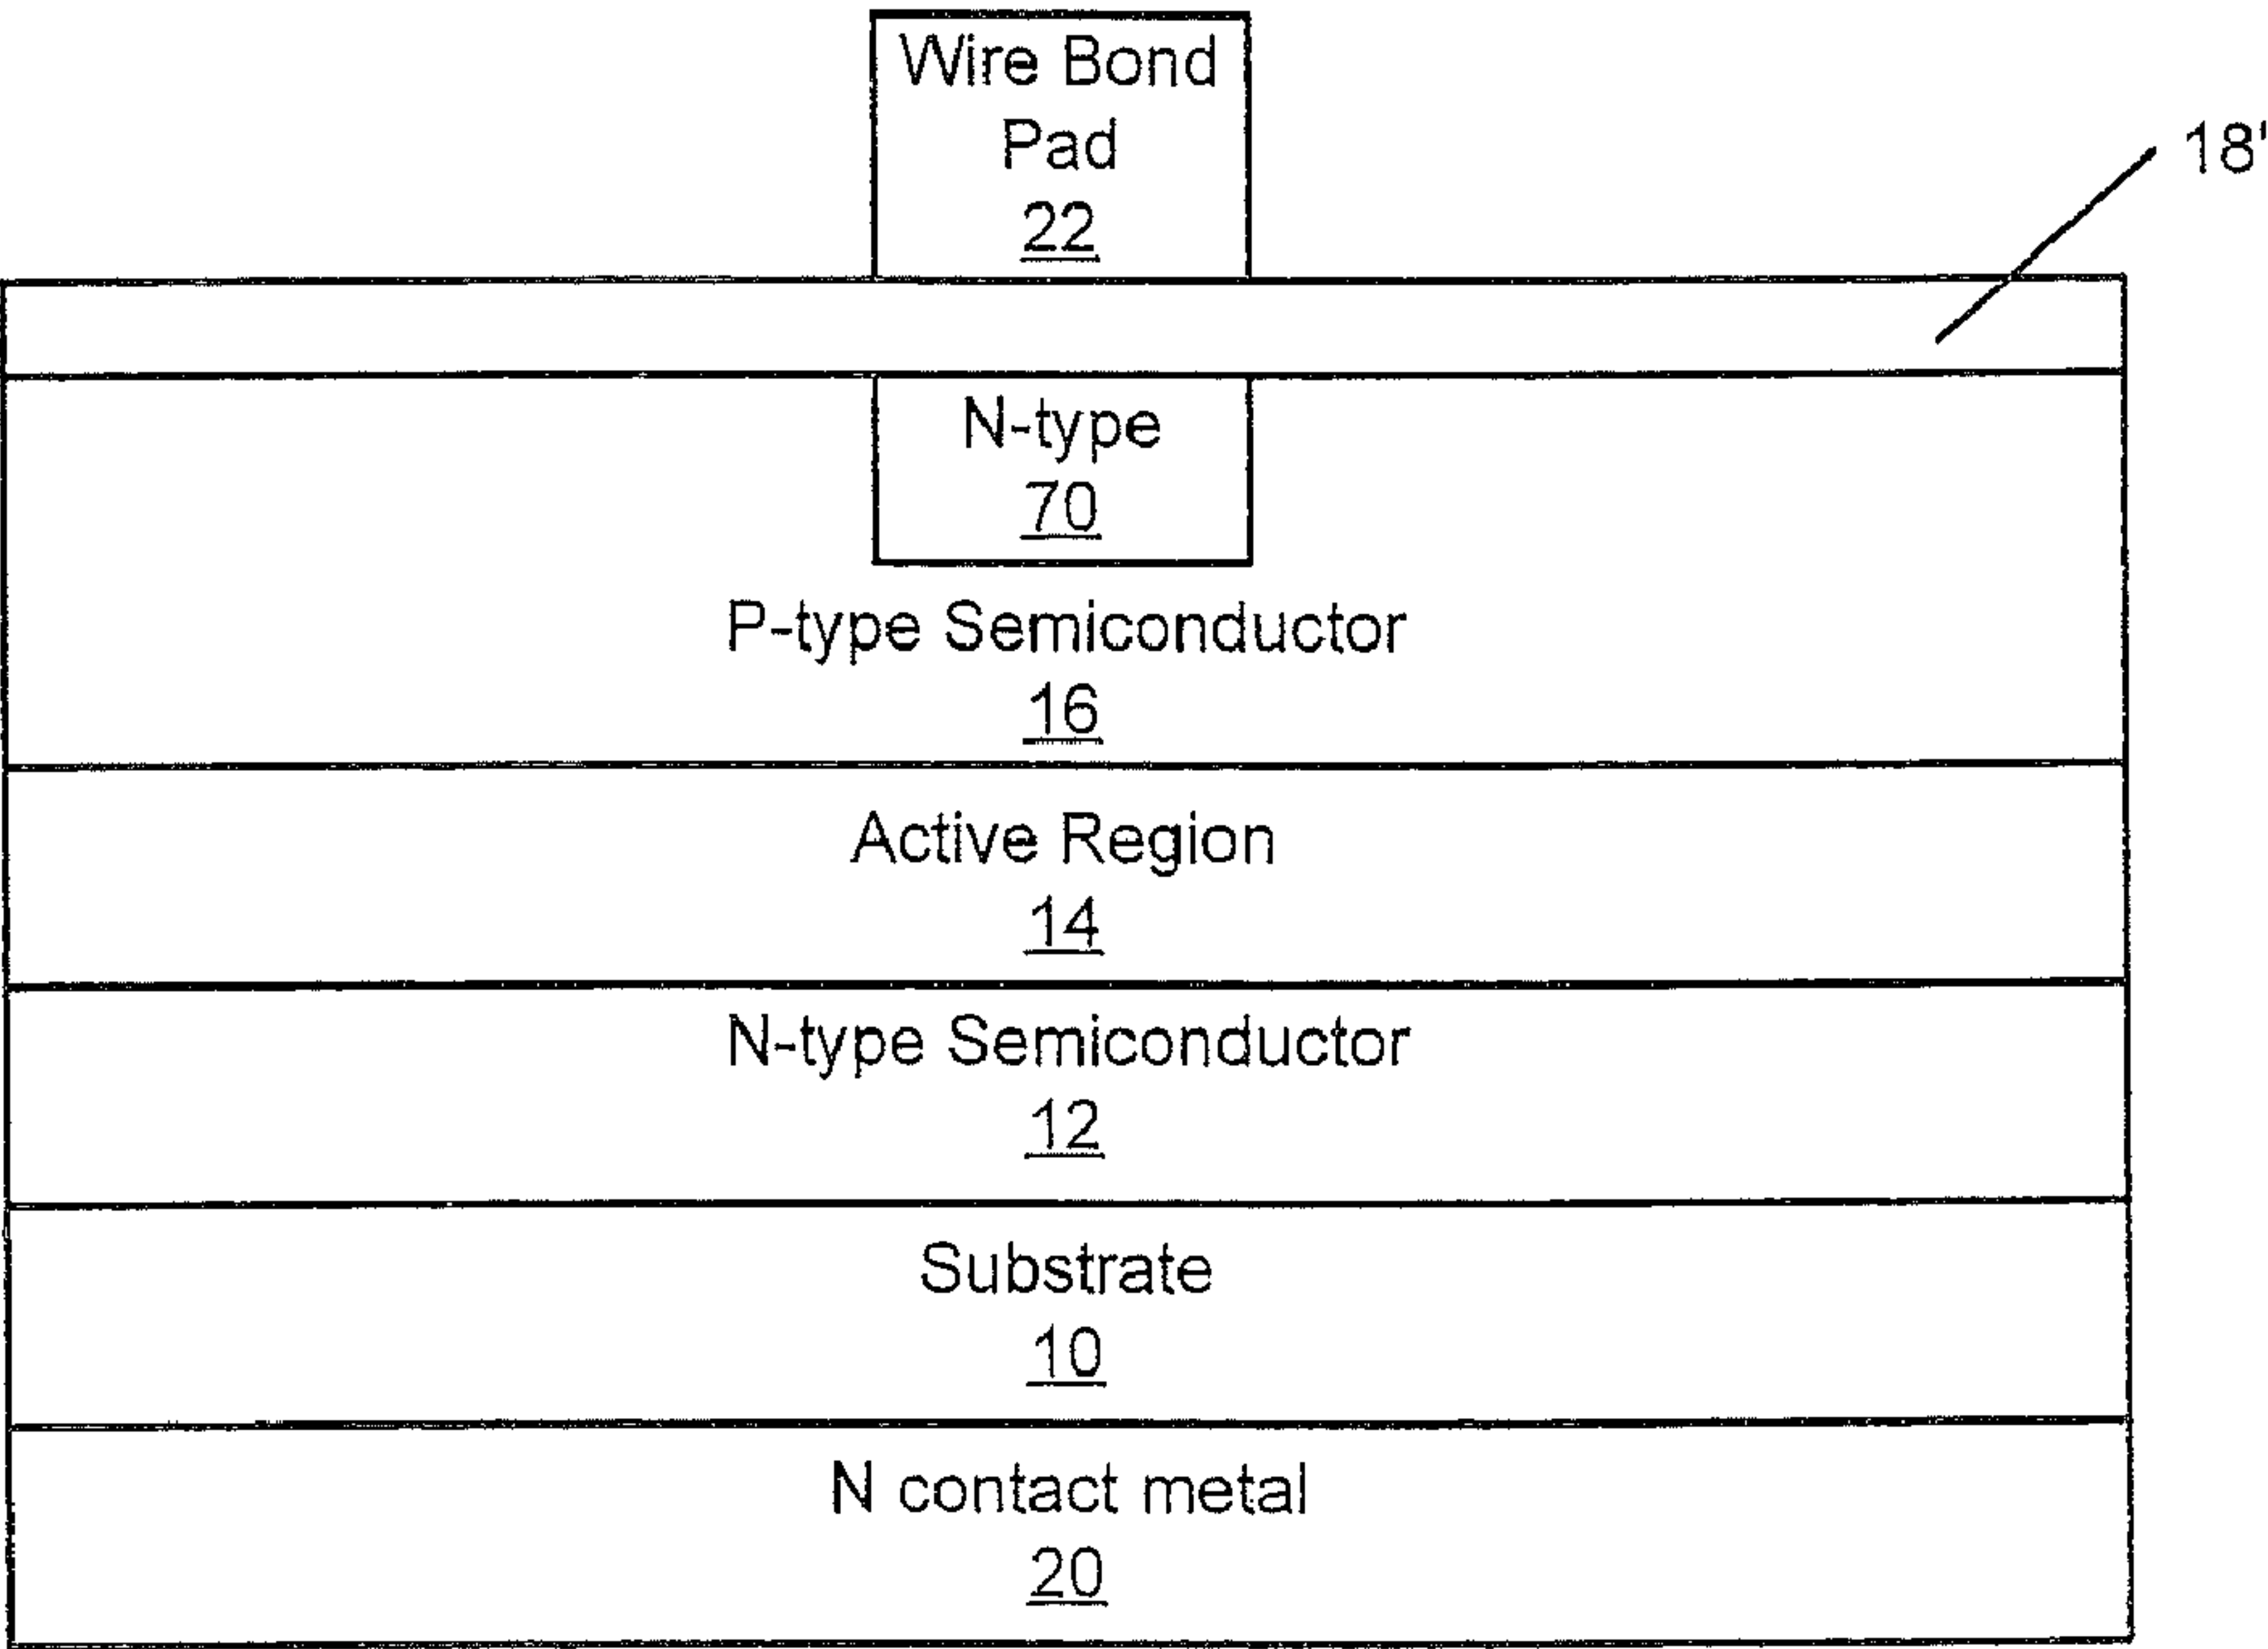 Wire Bond
Pad
22
18'
N-type
70
P-type Semiconductor
16
Active Region
14
N-type Semiconductor
12
Substrate
10
N contact metal
20